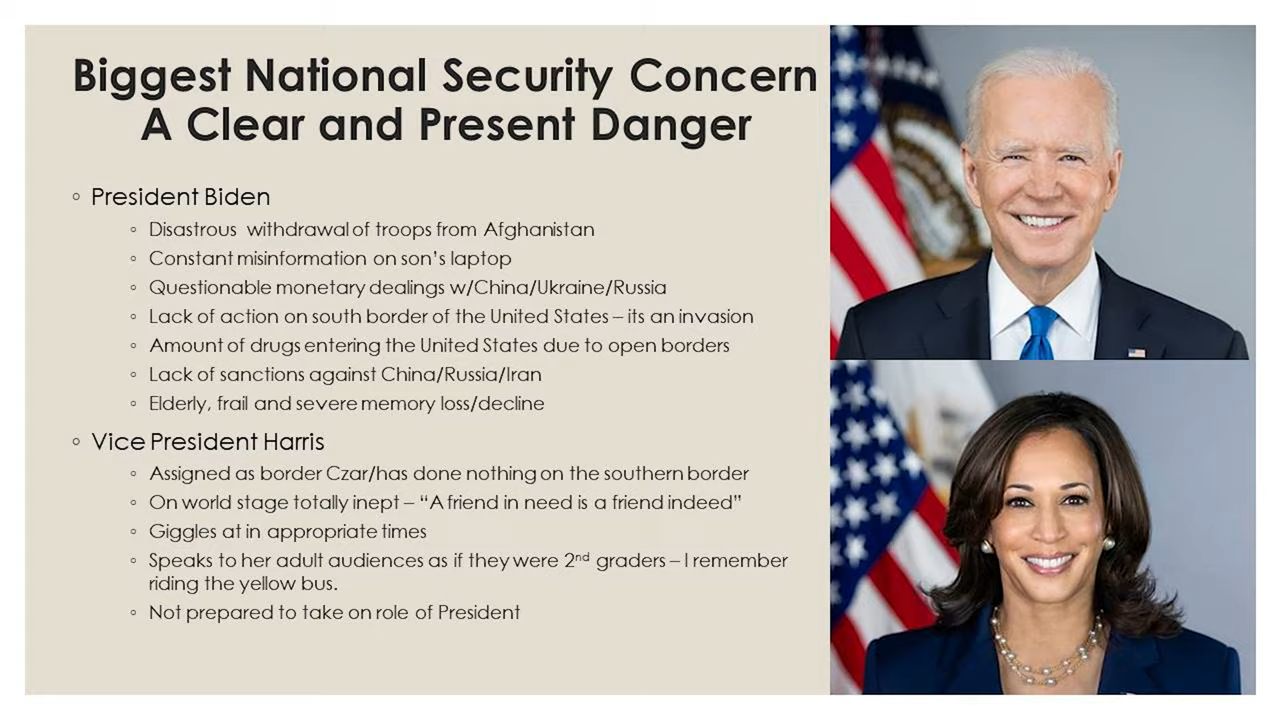 Biggest National Security Concern
A Clear and Present Danger
◦ President Biden
◦ Disastrous withdrawal of troops from Afghanistan
◦ Constant misinformation on son's laptop
◦ Questionable monetary dealings w/China/Ukraine/Russia
◦ Lack of action on south border of the United States – its an invasion
◦ Amount of drugs entering the United States due to open borders
◦ Lack of sanctions against China/Russia/Iran
◦ Elderly, frail and severe memory loss/decline
◦ Vice President Harris
◦ Assigned as border Czar/has done nothing on the southern border
◦ On world stage totally inept – “A friend in need is a friend indeed”
◦ Giggles at in appropriate times
◦ Speaks to her adult audiences as if they were 2nd graders – I remember
riding the yellow bus.
◦ Not prepared to take on role of President